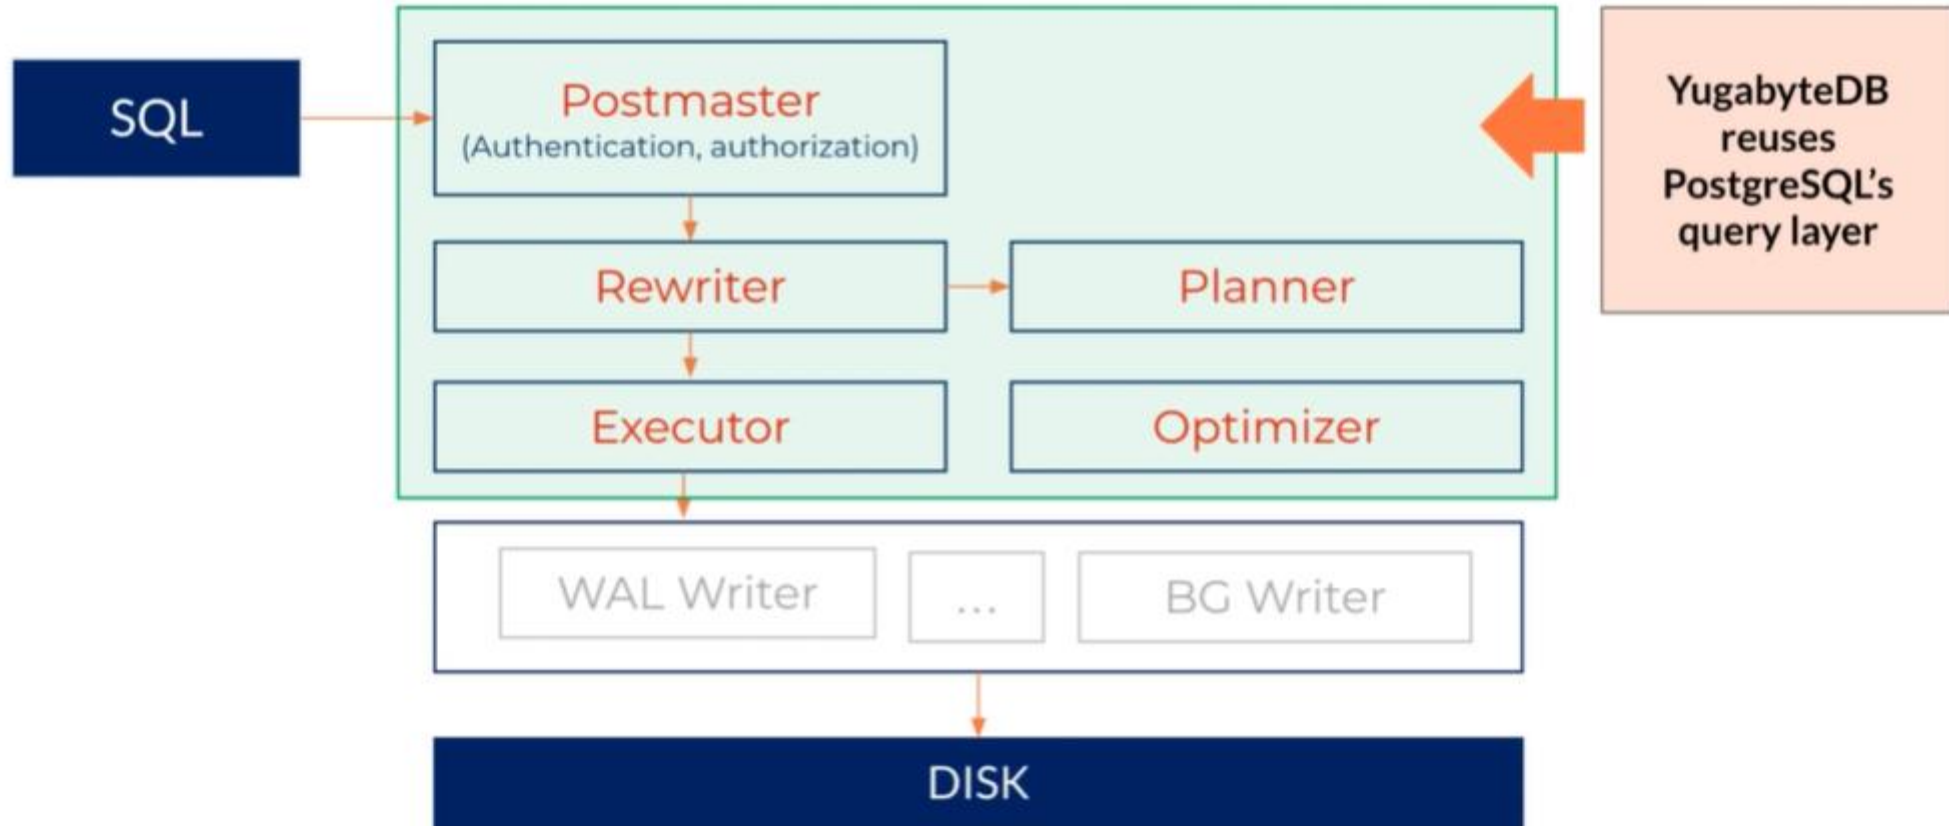 SQL
Postmaster
(Authentication, authorization)
YugabyteDB
reuses
PostgreSQL’s
query layer
Rewriter
Planner
Executor
Optimizer
WAL Writer
...
BG Writer
DISK